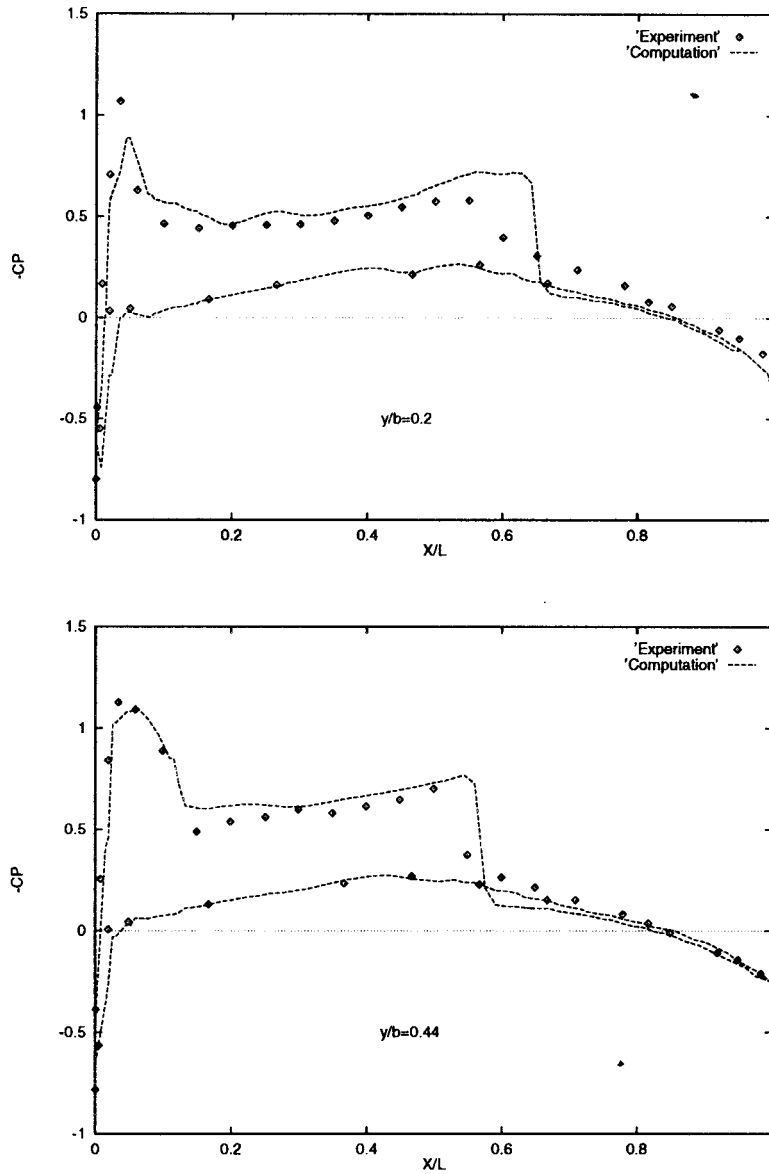 1.5
'Experiment'
'Computation'
1
0.5
-CP
0
y/b=0.2
-0.5
-1
0 0.2 0.4 0.6 0.8
X/L
1.5
'Experiment'
'Computation'
1
0.5
-CP
0
-0.5
y/b=0.44
-1
0 0.2 0.4 0.6 0.8
X/L